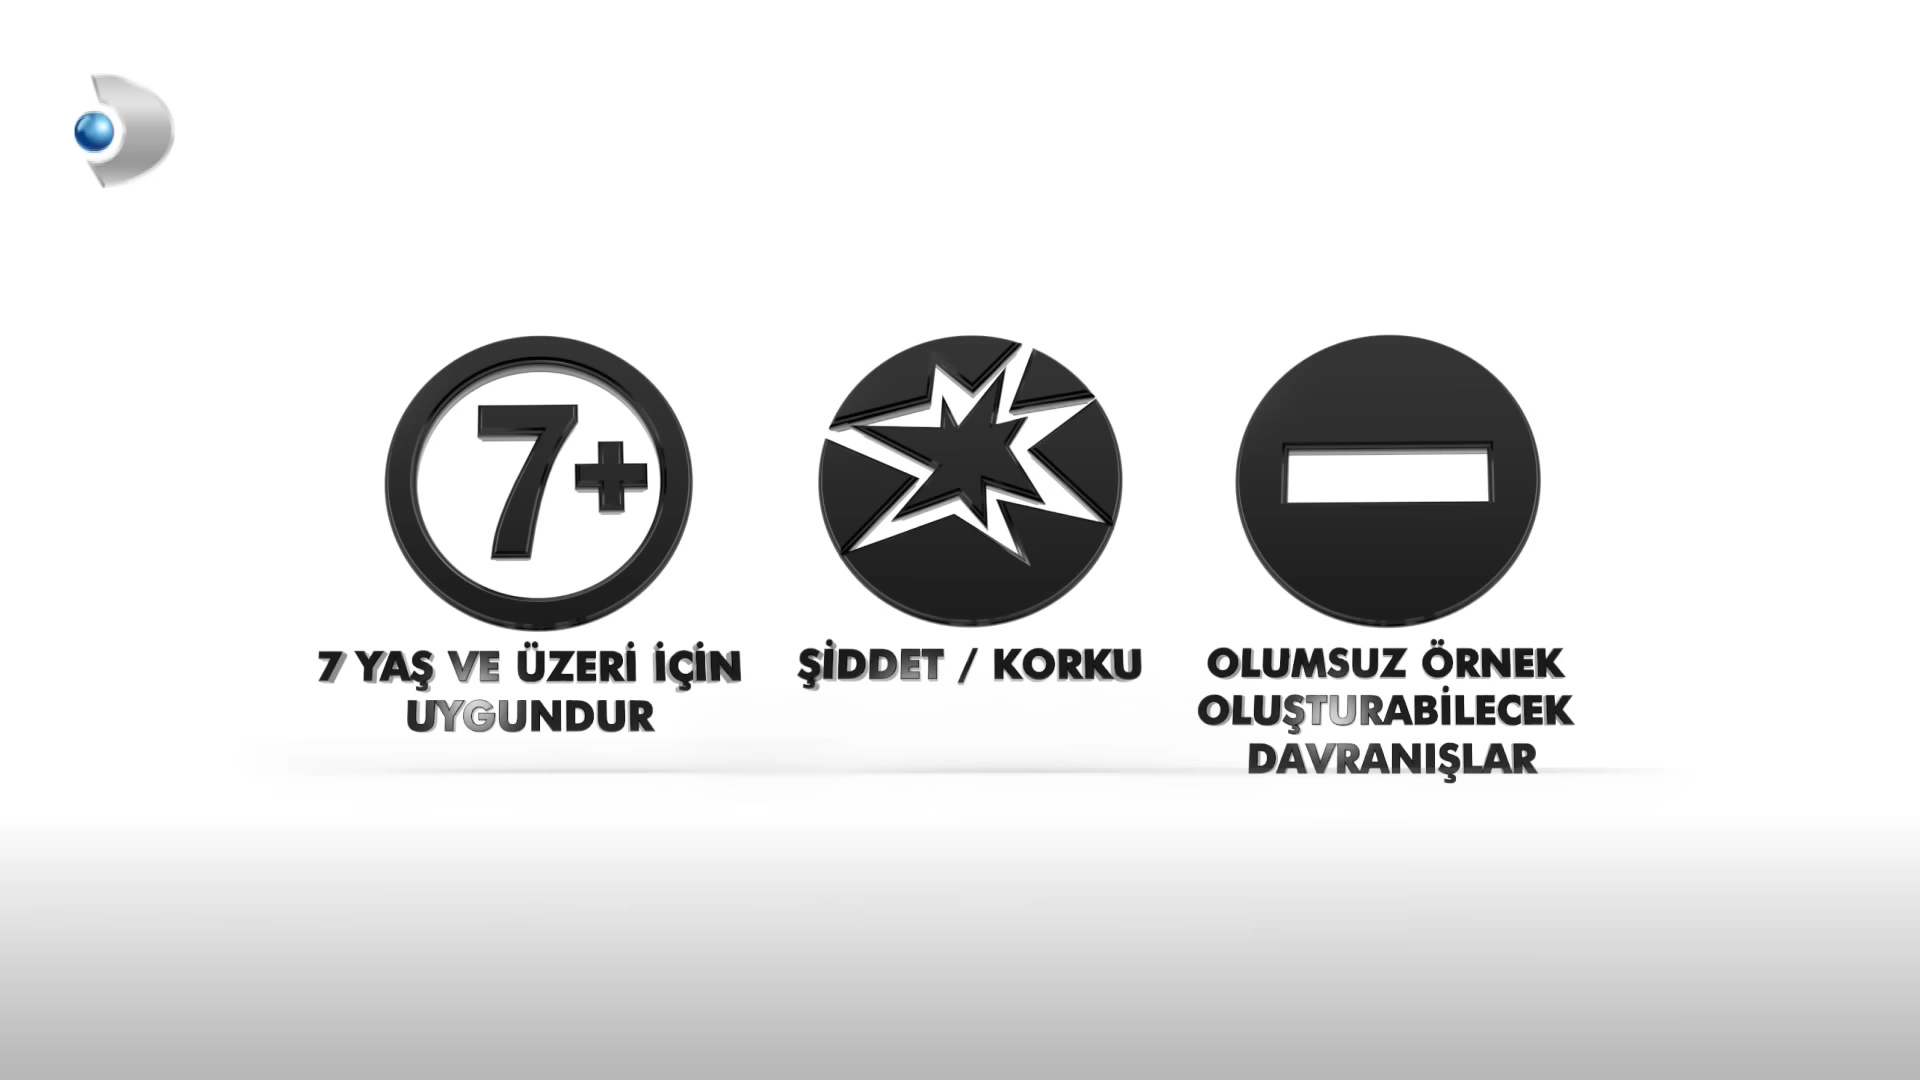 7+
7 YAŞ VE ÜZERİ İÇİN
UYGUNDUR
ŞİDDET / KORKU
OLUMSUZ ÖRNEK
OLUŞTURABİLECEK
DAVRANIŞLAR